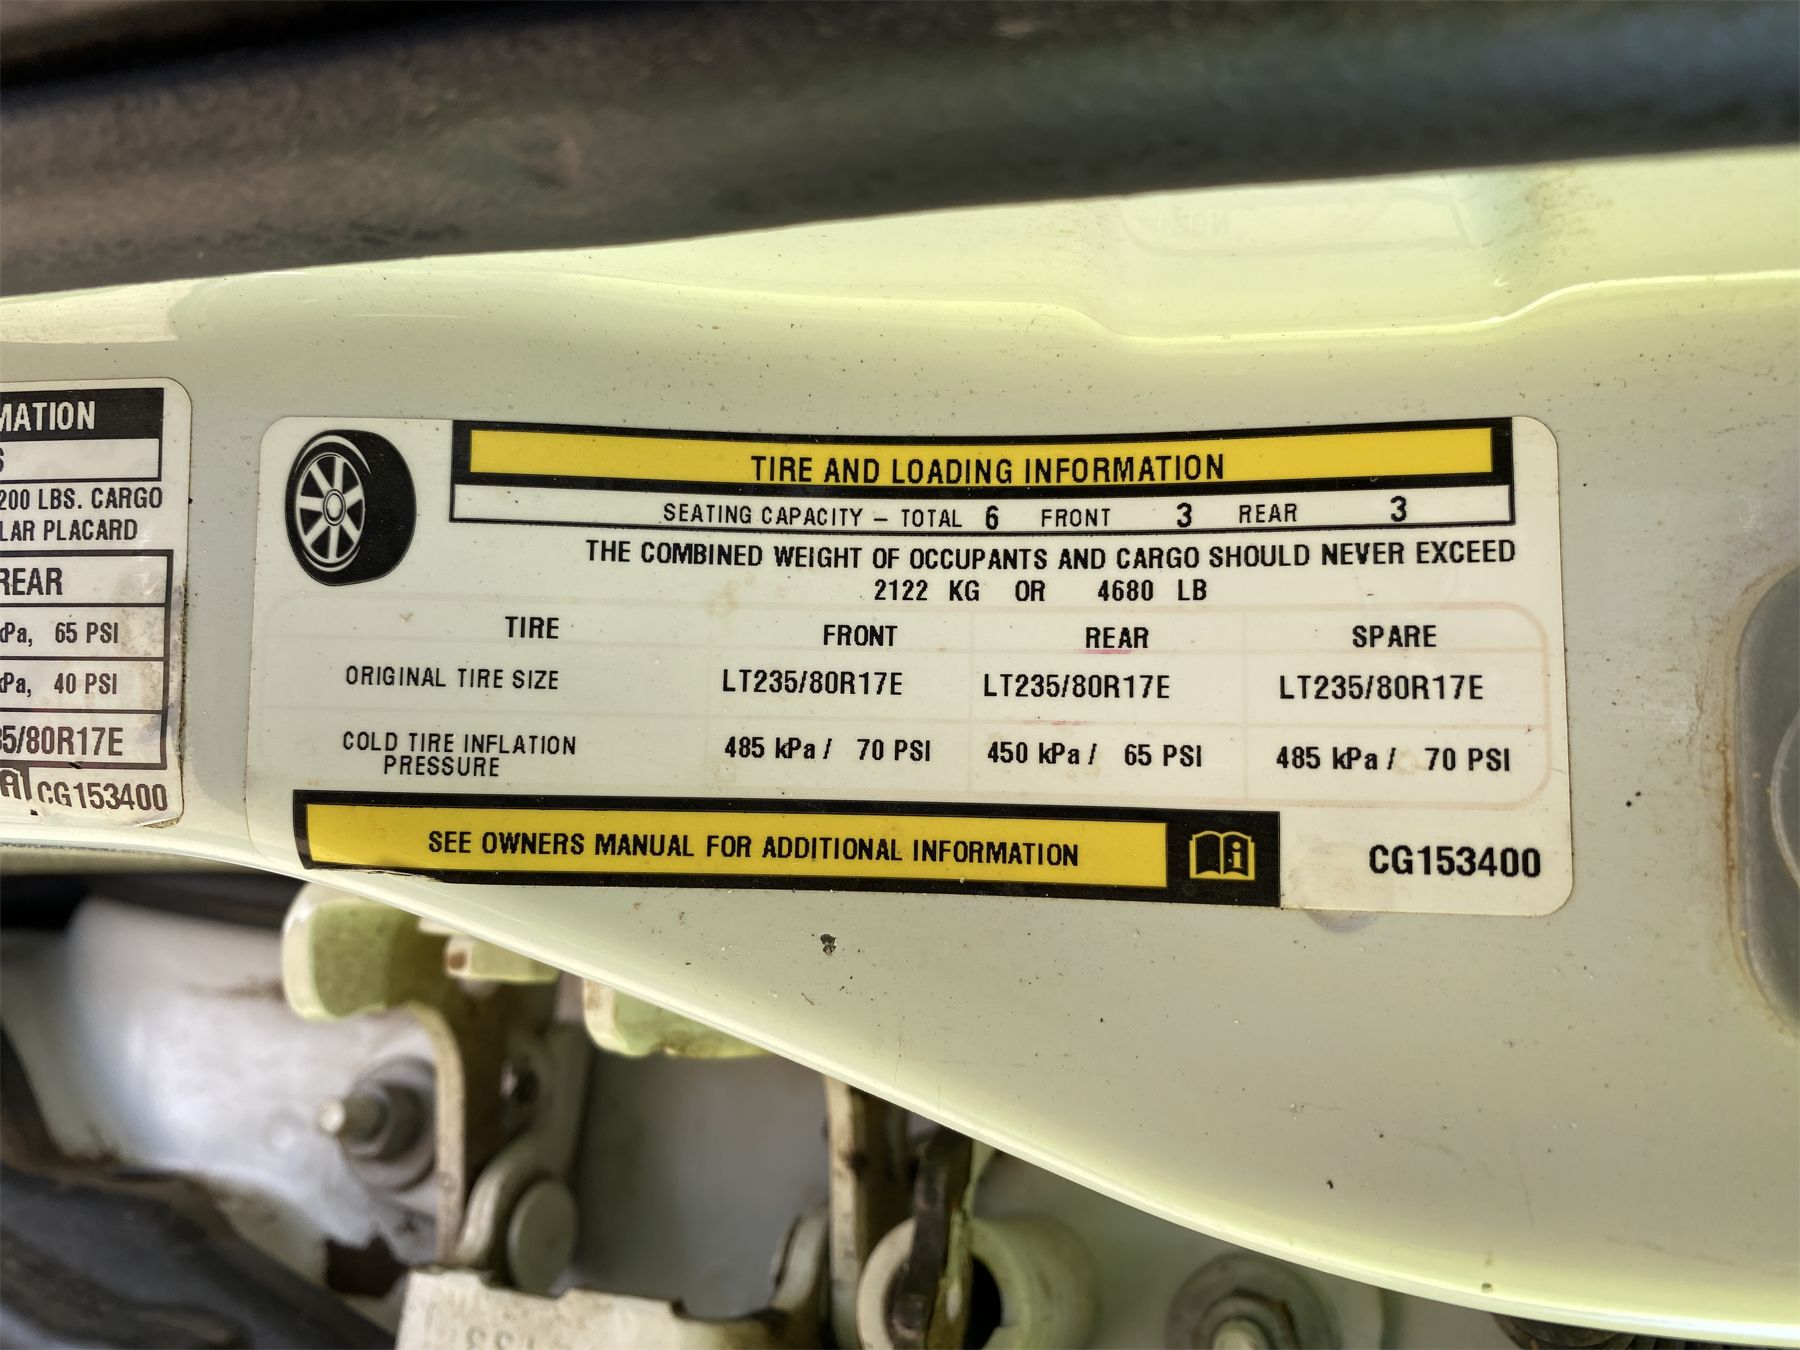 MATION
S
200 LBS. CARGO
LAR PLACARD
REAR
kPa, 65 PSI
kPa, 40 PSI
35/80R17E
CG153400
TIRE AND LOADING INFORMATION
SEATING CAPACITY – TOTAL 6 FRONT 3 REAR 3
THE COMBINED WEIGHT OF OCCUPANTS AND CARGO SHOULD NEVER EXCEED
2122 KG OR 4680 LB
TIRE FRONT REAR SPARE
ORIGINAL TIRE SIZE LT235/80R17E LT235/80R17E LT235/80R17E
COLD TIRE INFLATION 485 kPa / 70 PSI 450 kPa / 65 PSI 485 kPa / 70 PSI
PRESSURE
SEE OWNERS MANUAL FOR ADDITIONAL INFORMATION
CG153400